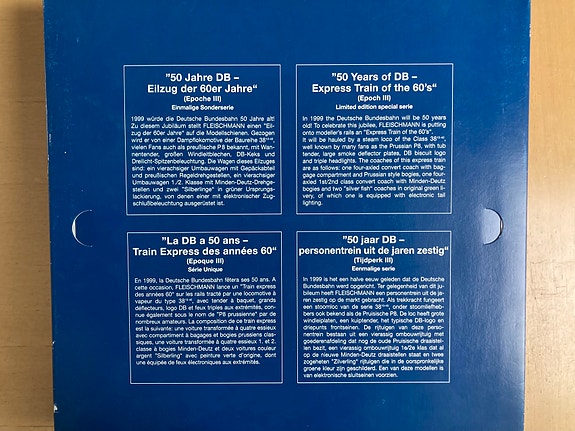 "50 Jahre DB –
Eilzug der 60er Jahre"
(Epoche III)
Einmalige Sonderserie
1999 würde die Deutsche Bundesbahn 50 Jahre alt!
Zu diesem Jubiläum stellt FLEISCHMANN einen "Eil-
zug der 60er Jahre" auf die Modellschienen. Gezogen
wird er von einer Dampflokomotive der Baureihe 38¹⁰⁻⁴⁰,
vielen Fans auch als preußische P8 bekannt, mit Wan-
nentender, großen Windleitblechen, DB-Keks und
Dreilicht-Spitzenbeleuchtung. Die Wagen dieses Eilzuges
sind: ein vierachsiger Umbauwagen mit Gepäckabteil
und preußischen Regeldrehgestellen, ein vierachsiger
Umbauwagen 1./2. Klasse mit Minden-Deutz-Drehge-
stellen und zwei "Silberlinge" in grüner Ursprungs-
lackierung, von denen einer mit elektronischer Zug-
schlußbeleuchtung ausgerüstet ist.
"50 Years of DB –
Express Train of the 60's"
(Epoch III)
Limited edition special serie
In 1999 the Deutsche Bundesbahn will be 50 years
old! To celebrate this jubilee, FLEISCHMANN is putting
onto modeller's rails an "Express Train of the 60's".
It will be hauled by a steam loco of the Class 38¹⁰⁻⁴⁰,
well known by many fans as the Prussian P8, with tub
tender, large smoke deflector plates, DB biscuit logo
and triple headlights. The coaches of this express train
are as follows: one four-axled convert coach with bag-
gage compartment and Prussian style bogies, one four-
axled 1st/2nd class convert coach with Minden-Deutz
bogies and two "silver fish" coaches in original green li-
very, of which one is equipped with electronic tail
lighting.
"La DB a 50 ans –
Train Express des années 60"
(Epoque III)
Série Unique
En 1999, la Deutsche Bundesbahn fêtera ses 50 ans. A
cette occasion, FLEISCHMANN lance un "Train express
des années 60" sur les rails tracté par une locomotive à
vapeur du type 38¹⁰⁻⁴⁰, avec tender à baquet, grands
déflecteurs, logo DB et feux triples aux extrémités, con-
nue également sous le nom de "P8 prussienne" par de
nombreux amateurs. La composition de ce train express
est la suivante: une voiture transformée à quatre essieux
avec compartiment à bagages et bogies prussiens clas-
siques, une voiture transformée à quatre essieux 1. et 2.
classe à bogies Minden-Deutz et deux voitures couleur
argent "Silberling" avec peinture verte d'origine, dont
une équipée de feux électroniques aux extrémités.
"50 jaar DB –
personentrein uit de jaren zestig"
(Tijdperk III)
Eenmalige serie
In 1999 is het een halve eeuw geleden dat de Deutsche
Bundesbahn werd opgericht. Ter gelegenheid van dit ju-
bileum heeft FLEISCHMANN een personentrein uit de ja-
ren zestig op de markt gebracht. Als trekkracht fungeert
een stoomloc van de serie 38¹⁰⁻⁴⁰, onder stoomliefheb-
bers ook bekend als de Pruisische P8. De loc heeft grote
windleiplaten, een kuiptender, het typische DB-logo en
driepunts frontseinen. De rijtuigen van deze perso-
nentrein bestaan uit een vierassig ombouwrijtuig met
goederenafdeling dat nog de oude Pruisische draaistel-
len bezit, een vierassig ombouwrijtuig 1e/2e klas dat al
op de nieuwe Minden-Deutz draaistellen staat en twee
zogeheten "Zilverling" rijtuigen die in de oorspronkelijke
groene kleur zijn geschilderd. Een van deze modellen is
van elektronische sluitseinen voorzien.